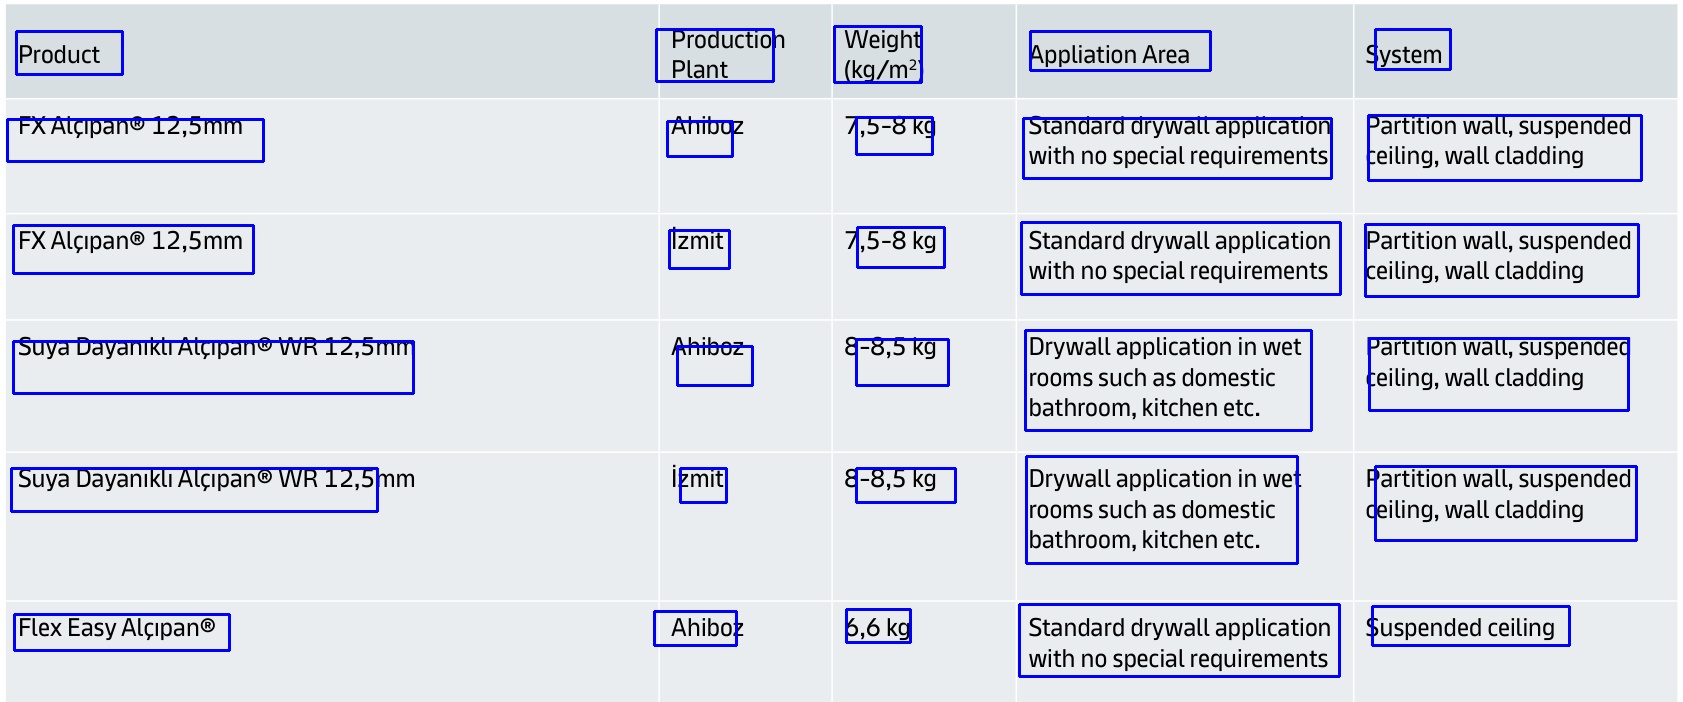 Product
Production
Plant
Weight
(kg/m²)
Appliation Area
System
FX Alçıpan® 12,5mm
Ahiboz
7,5-8 kg
Standard drywall application
with no special requirements
Partition wall, suspended
ceiling, wall cladding
FX Alçıpan® 12,5mm
İzmit
7,5-8 kg
Standard drywall application
with no special requirements
Partition wall, suspended
ceiling, wall cladding
Suya Dayanıklı Alçıpan® WR 12,5mm
Ahiboz
8-8,5 kg
Drywall application in wet
rooms such as domestic
bathroom, kitchen etc.
Partition wall, suspended
ceiling, wall cladding
Suya Dayanıklı Alçıpan® WR 12,5mm
İzmit
8-8,5 kg
Drywall application in wet
rooms such as domestic
bathroom, kitchen etc.
Partition wall, suspended
ceiling, wall cladding
Flex Easy Alçıpan®
Ahiboz
6,6 kg
Standard drywall application
with no special requirements
Suspended ceiling